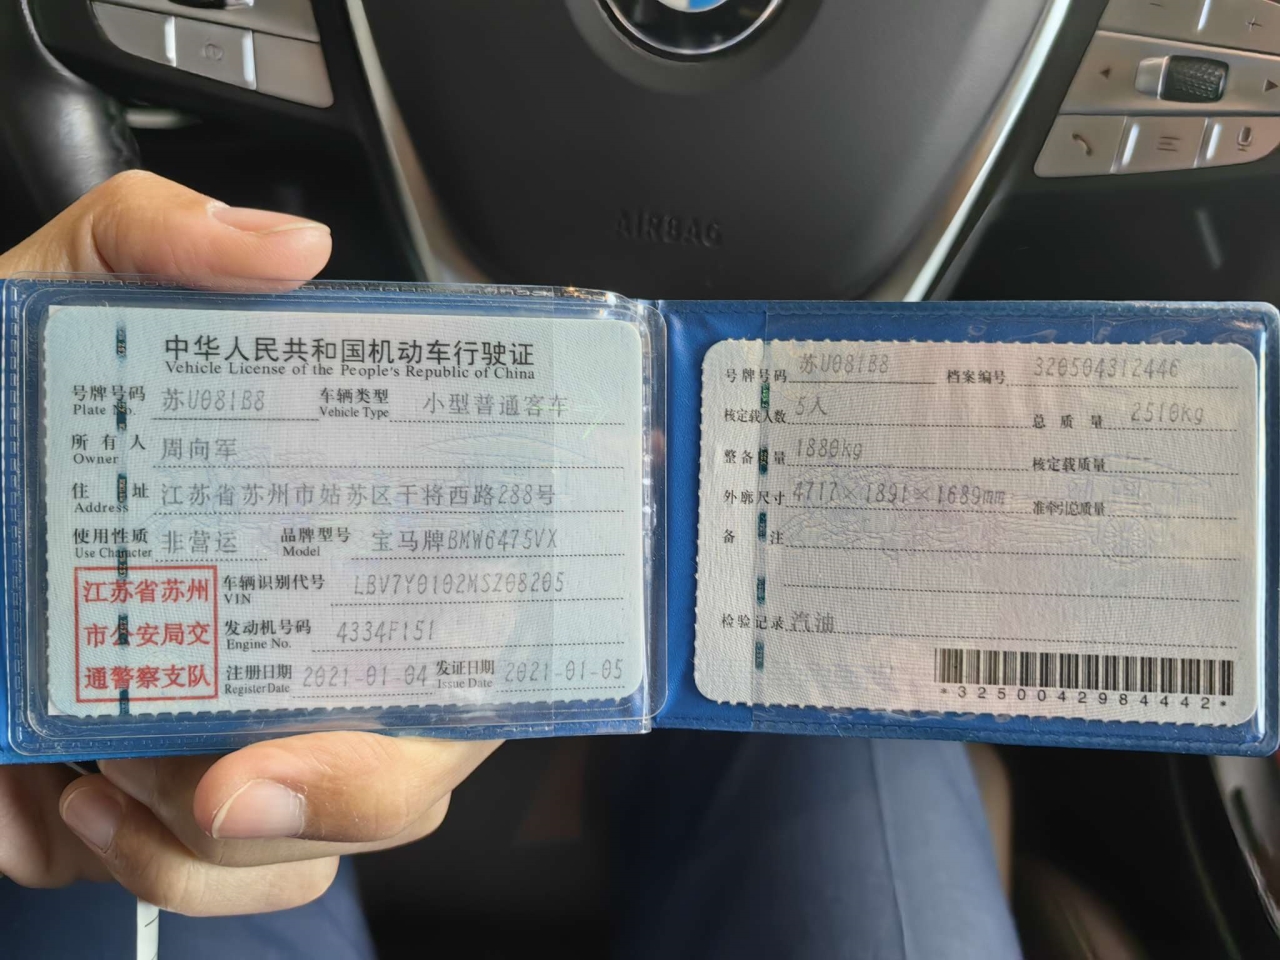 AIRBAG
中华人民共和国机动车行驶证
Vehicle License of the People's Republic of China
号牌号码 苏U081B8 车辆类型 小型普通客车
Plate No. Vehicle Type
所有人 周向军
Owner
住址 江苏省苏州市姑苏区干将西路288号
Address
使用性质 非营运 品牌型号 宝马牌BMW6475VX
Use Character Model
江苏省苏州
市公安局交
通警察支队
车辆识别代号 LBV7Y0102MSZ08205
VIN
发动机号码 4334F151
Engine No.
注册日期 2021-01-04 发证日期 2021-01-05
Register Date Issue Date
号牌号码 苏U081B8 档案编号 320504312446
核定载人数 5人 总质量 2510kg
整备质量 1880kg 核定载质量
外廓尺寸 4717×1891×1689mm 准牵引总质量
备注
检验记录 汽油
*3250042984442*